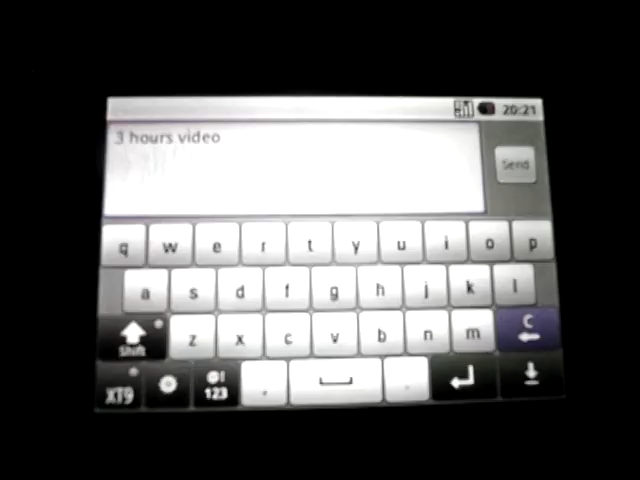 20:21
3 hours video
Send
q w e r t y u i o p
a s d f g h j k l
Shift z x c v b n m C
XT9 123 . .